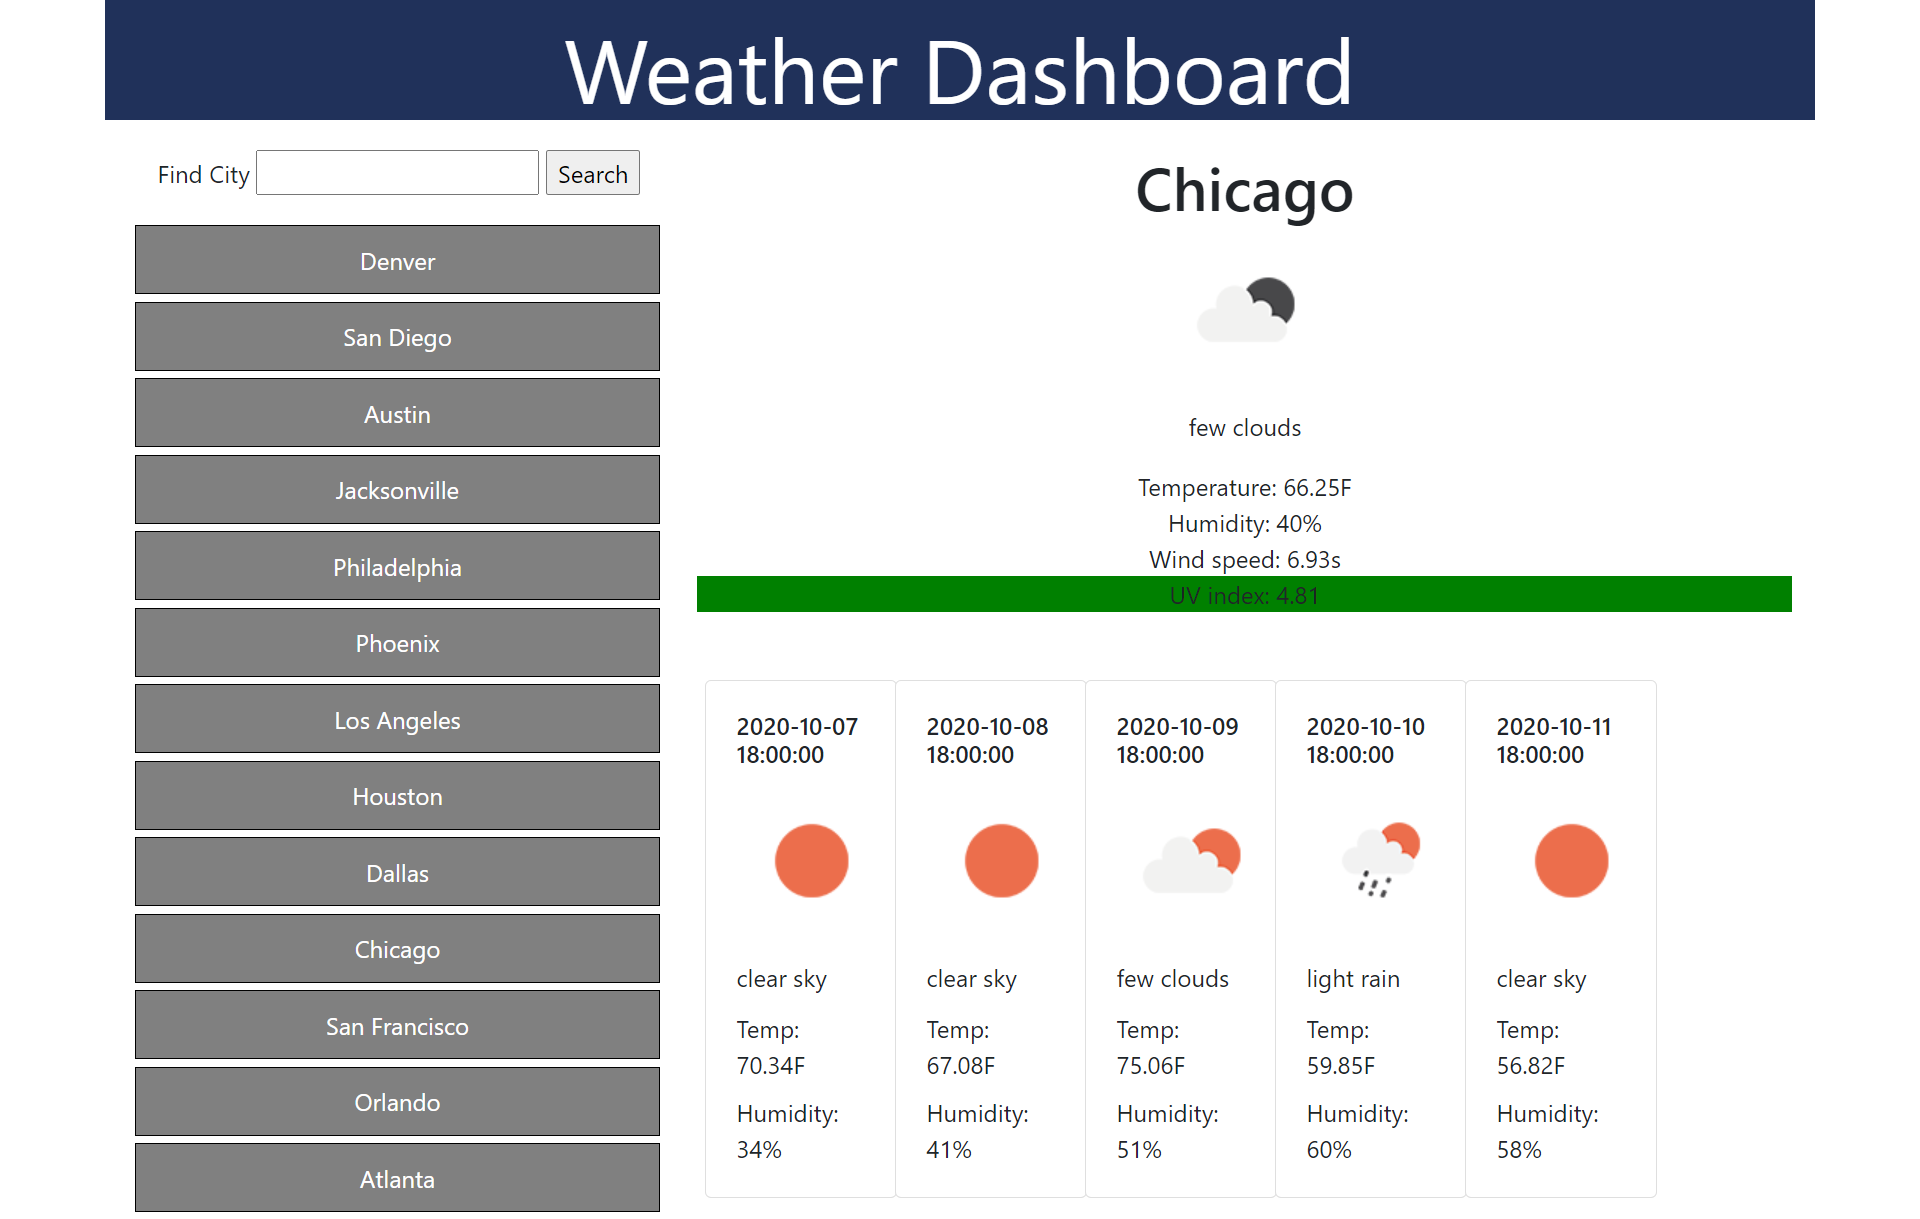 Weather Dashboard
Find City
Search
Denver
San Diego
Austin
Jacksonville
Philadelphia
Phoenix
Los Angeles
Houston
Dallas
Chicago
San Francisco
Orlando
Atlanta
Chicago
few clouds
Temperature: 66.25F
Humidity: 40%
Wind speed: 6.93s
UV index: 4.81
2020-10-07
18:00:00
clear sky
Temp:
70.34F
Humidity:
34%
2020-10-08
18:00:00
clear sky
Temp:
67.08F
Humidity:
41%
2020-10-09
18:00:00
few clouds
Temp:
75.06F
Humidity:
51%
2020-10-10
18:00:00
light rain
Temp:
59.85F
Humidity:
60%
2020-10-11
18:00:00
clear sky
Temp:
56.82F
Humidity:
58%